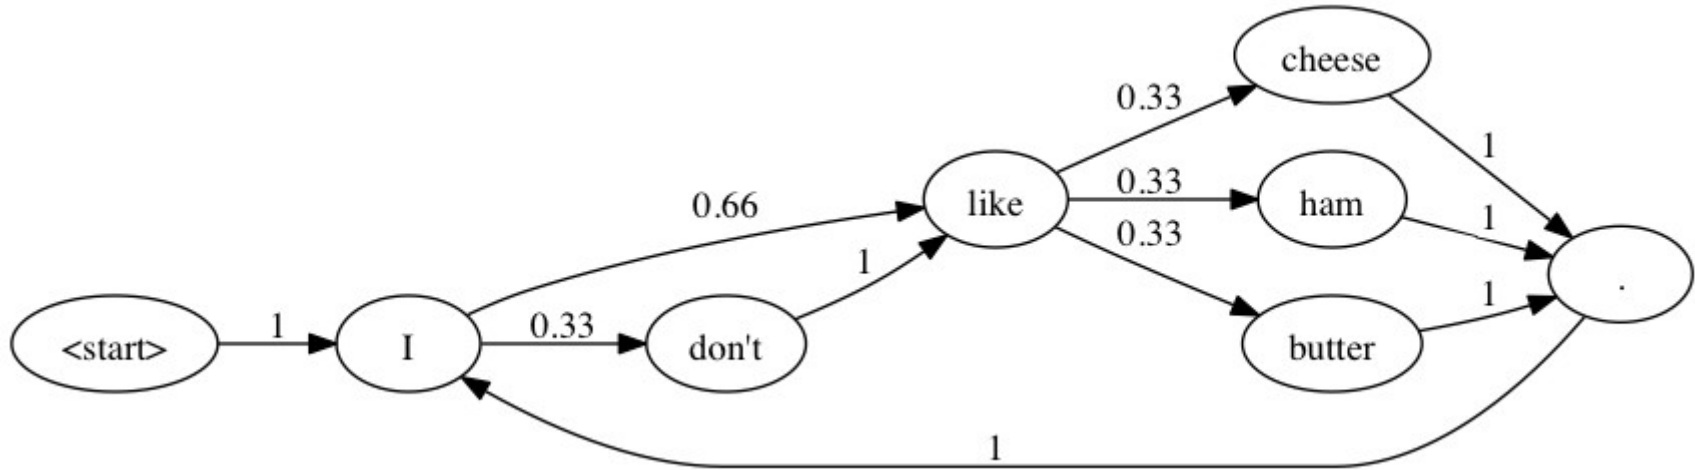 cheese
0.33
1
0.33
0.66
like
ham
1
0.33
1
.
1
1
0.33
<start>
I
don't
butter
1